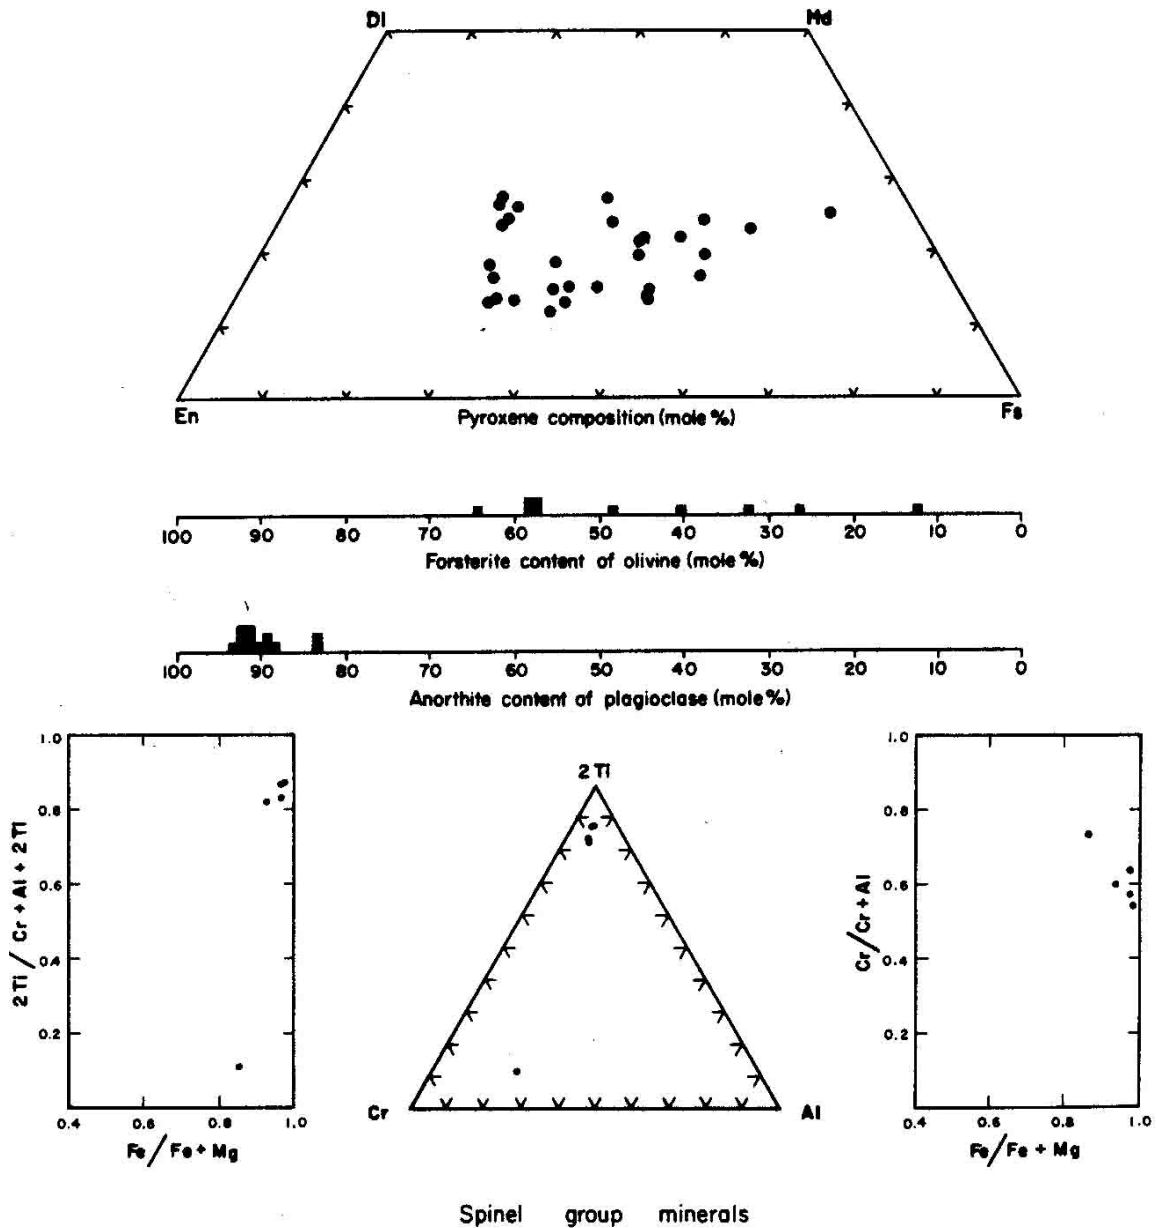 Di Md
En Pyroxene composition (mole %) Fs
100 90 80 70 60 50 40 30 20 10 0
Forsterite content of olivine (mole %)
100 90 80 70 60 50 40 30 20 10 0
Anorthite content of plagioclase (mole %)
1.0
0.8
0.6
0.4
0.2
0.4 0.6 0.8 1.0
2Ti / Cr + Al + 2Ti
Fe / Fe + Mg
2Ti
Cr Al
1.0
0.8
0.6
0.4
0.2
0.4 0.6 0.8 1.0
Cr / Cr + Al
Fe / Fe + Mg
Spinel group minerals